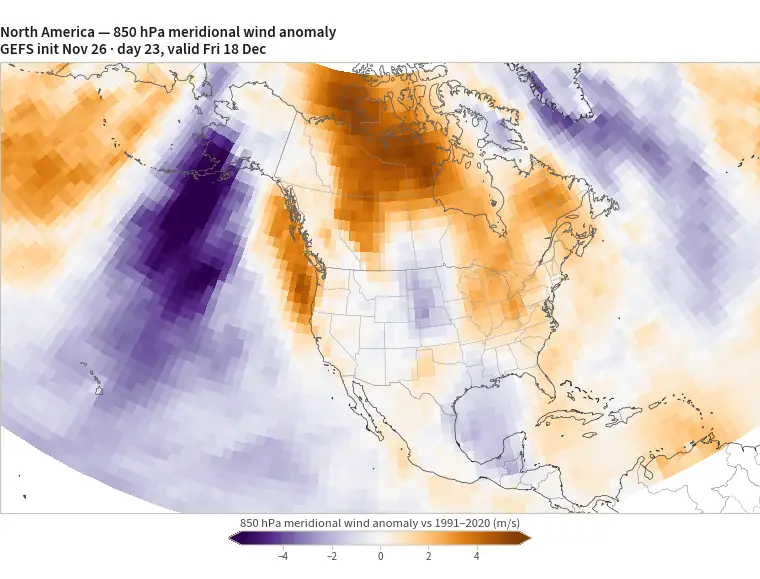 North America — 850 hPa meridional wind anomaly
GEFS init Nov 26 · day 23, valid Fri 18 Dec
850 hPa meridional wind anomaly vs 1991–2020 (m/s)
−4 −2 0 2 4